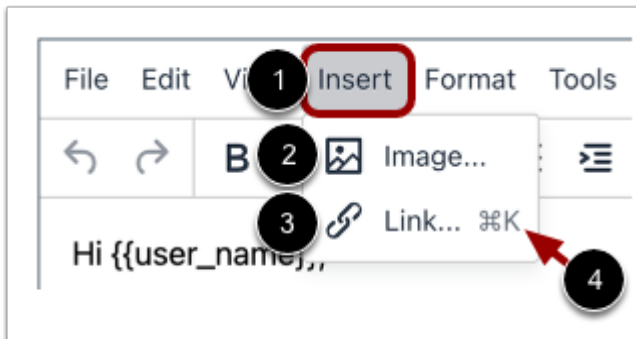 File Edit Vi 1 Insert Format Tools
B 2 Image...
3 Link... ⌘K
Hi {{user_name}},
4